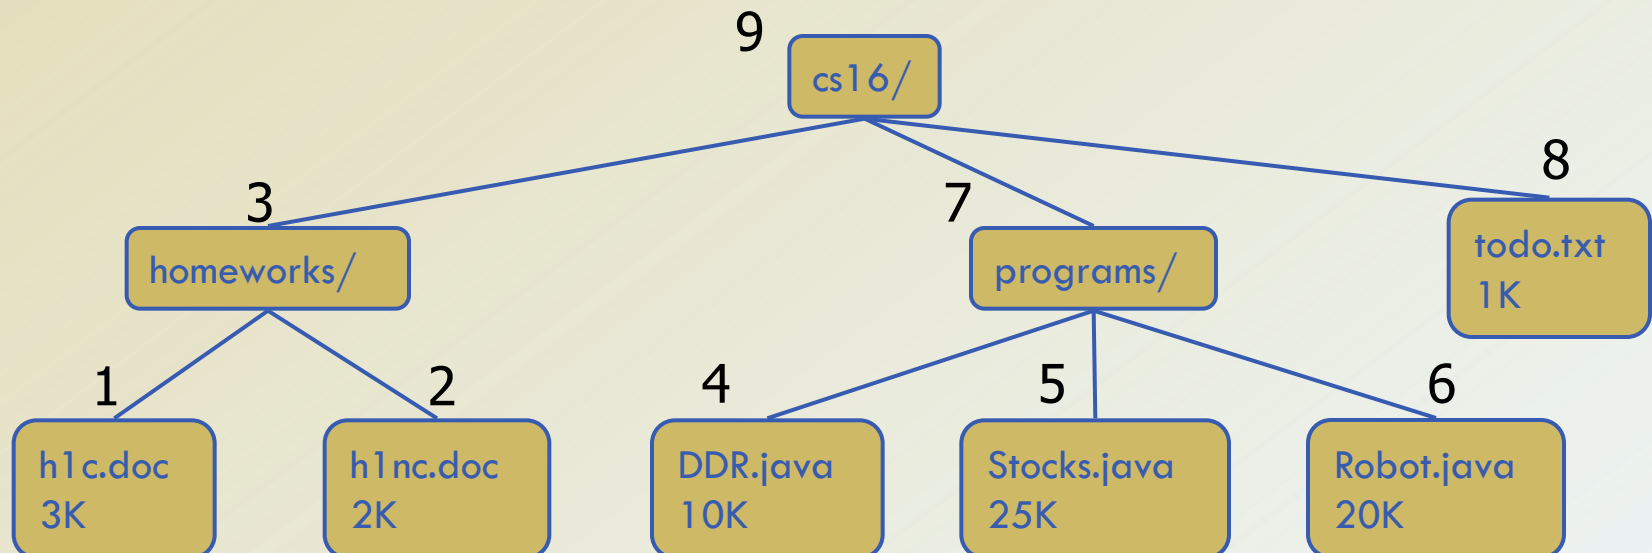 9
cs16/
3
homeworks/
7
programs/
8
todo.txt
1K
1
h1c.doc
3K
2
h1nc.doc
2K
4
DDR.java
10K
5
Stocks.java
25K
6
Robot.java
20K